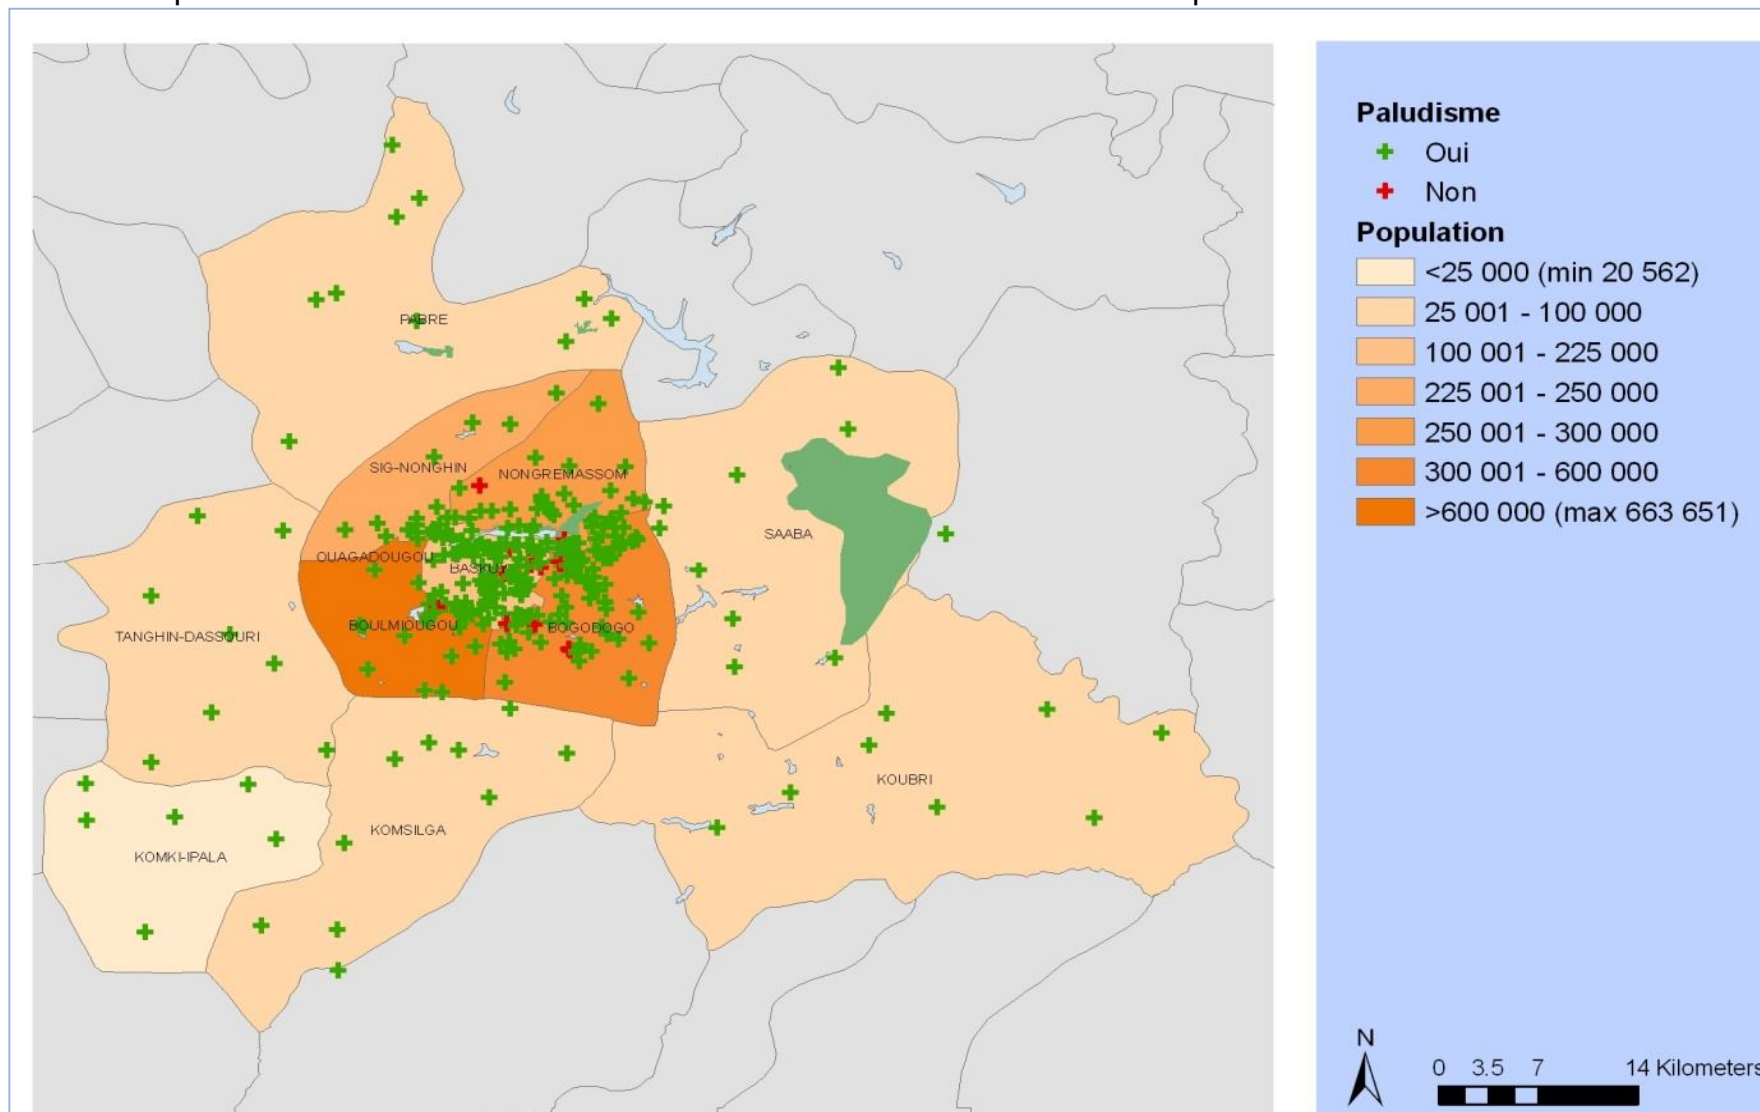 PABRE
SIG-NONGHIN
NONGREMASSOM
SAABA
OUAGADOUGOU
BASKUY
TANGHIN-DASSOURI
BOULMIOUGOU
BOGODOGO
KOUBRI
KOMSILGA
KOMKI-IPALA
Paludisme
Oui
Non
Population
<25 000 (min 20 562)
25 001 - 100 000
100 001 - 225 000
225 001 - 250 000
250 001 - 300 000
300 001 - 600 000
>600 000 (max 663 651)
N
0 3.5 7 14 Kilometers